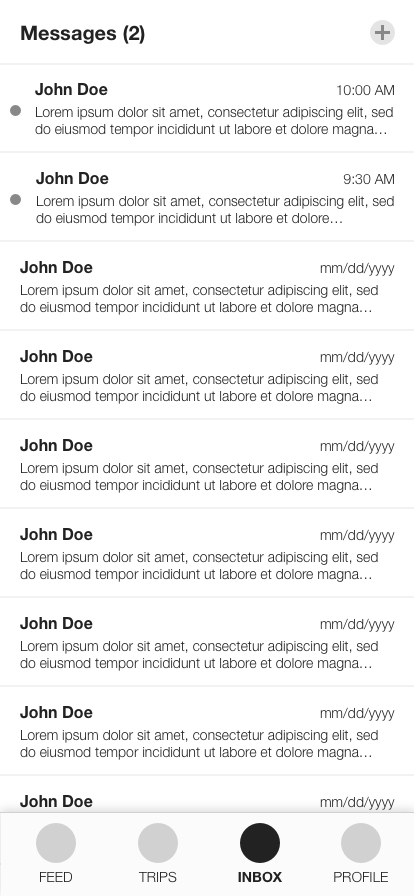 Messages (2)
John Doe 10:00 AM
Lorem ipsum dolor sit amet, consectetur adipiscing elit, sed
do eiusmod tempor incididunt ut labore et dolore magna…
John Doe 9:30 AM
Lorem ipsum dolor sit amet, consectetur adipiscing elit, sed
do eiusmod tempor incididunt ut labore et dolore…
John Doe mm/dd/yyyy
Lorem ipsum dolor sit amet, consectetur adipiscing elit, sed
do eiusmod tempor incididunt ut labore et dolore magna…
John Doe mm/dd/yyyy
Lorem ipsum dolor sit amet, consectetur adipiscing elit, sed
do eiusmod tempor incididunt ut labore et dolore magna…
John Doe mm/dd/yyyy
Lorem ipsum dolor sit amet, consectetur adipiscing elit, sed
do eiusmod tempor incididunt ut labore et dolore magna…
John Doe mm/dd/yyyy
Lorem ipsum dolor sit amet, consectetur adipiscing elit, sed
do eiusmod tempor incididunt ut labore et dolore magna…
John Doe mm/dd/yyyy
Lorem ipsum dolor sit amet, consectetur adipiscing elit, sed
do eiusmod tempor incididunt ut labore et dolore magna…
John Doe mm/dd/yyyy
Lorem ipsum dolor sit amet, consectetur adipiscing elit, sed
do eiusmod tempor incididunt ut labore et dolore magna…
John Doe mm/dd/yyyy
FEED TRIPS INBOX PROFILE